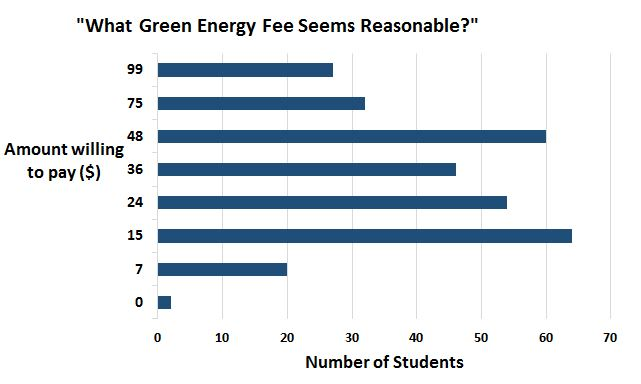 "What Green Energy Fee Seems Reasonable?"
99
75
48
Amount willing
to pay ($)
36
24
15
7
0
0 10 20 30 40 50 60 70
Number of Students